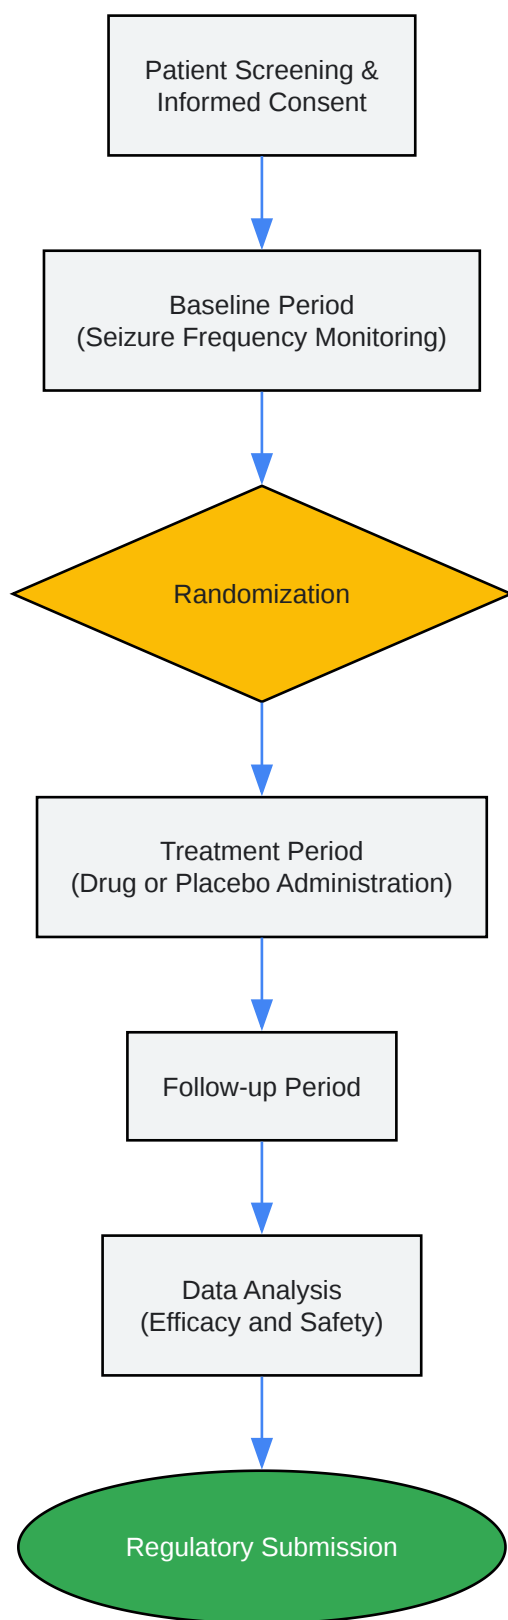 Patient Screening &
Informed Consent
Baseline Period
(Seizure Frequency Monitoring)
Randomization
Treatment Period
(Drug or Placebo Administration)
Follow-up Period
Data Analysis
(Efficacy and Safety)
Regulatory Submission